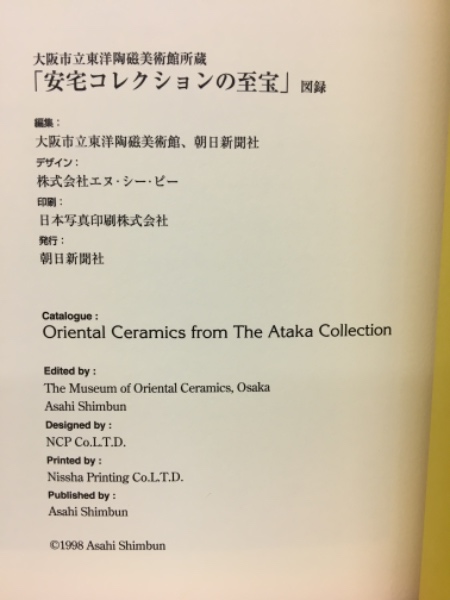 大阪市立東洋陶磁美術館所蔵
「安宅コレクションの至宝」 図録
編集：
大阪市立東洋陶磁美術館、朝日新聞社
デザイン：
株式会社エヌ・シー・ピー
印刷：
日本写真印刷株式会社
発行：
朝日新聞社
Catalogue :
Oriental Ceramics from The Ataka Collection
Edited by :
The Museum of Oriental Ceramics, Osaka
Asahi Shimbun
Designed by :
NCP Co.L.T.D.
Printed by :
Nissha Printing Co.L.T.D.
Published by :
Asahi Shimbun
©1998 Asahi Shimbun